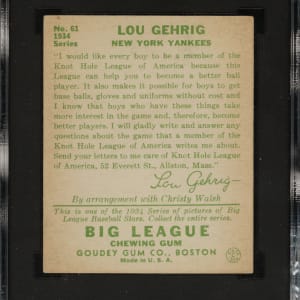 No. 61
1934
Series
LOU GEHRIG
NEW YORK YANKEES
"I would like every boy to be a member of the
Knot Hole League of America because this
League can help you to become a better ball
player. It also makes it possible for boys to get
base balls, gloves and uniforms without cost and
I know that boys who have these things take
more interest in the game and, therefore, become
better players. I will gladly write and answer
any question about the game that a member of
the Knot Hole League of America writes me about.
Send your letters to me care of Knot Hole League
of America, 52 Everett St., Allston, Mass."
Lou Gehrig
By arrangement with Christy Walsh
This is one of the 1934 Series of pictures of Big
League Baseball Stars. Collect the entire series.
BIG LEAGUE
CHEWING GUM
GOUDEY GUM CO., BOSTON
Made in U. S. A.